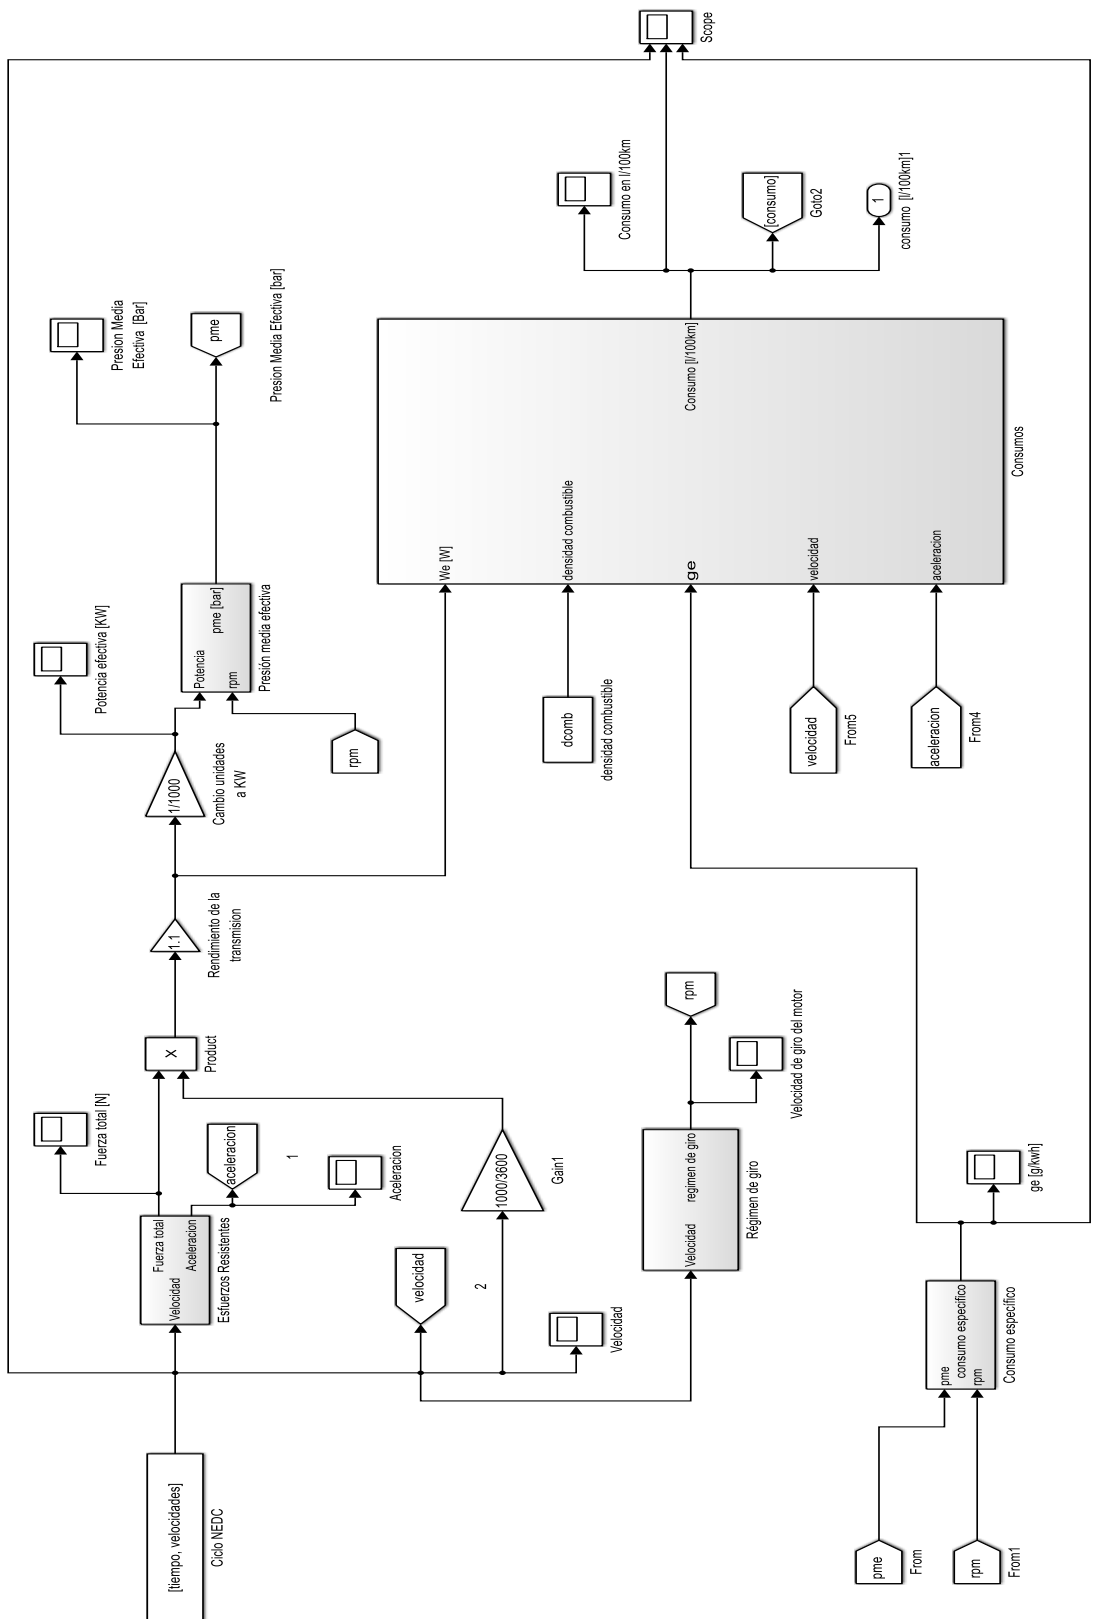 [tiempo, velocidades]
Ciclo NEDC
Velocidad
Fuerza total
Aceleracion
Esfuerzos Resistentes
Fuerza total [N]
aceleracion
1
Aceleracion
X
Product
1.1
Rendimiento de la
transmision
1/1000
Cambio unidades
a KW
Potencia efectiva [KW]
rpm
Potencia
rpm
pme [bar]
Presión media efectiva
Presion Media
Efectiva [Bar]
pme
Presion Media Efectiva [bar]
velocidad
2
1000/3600
Gain1
Velocidad
Velocidad
regimen de giro
Régimen de giro
rpm
Velocidad de giro del motor
dcomb
densidad combustible
velocidad
From5
aceleracion
From4
We [W]
densidad combustible
ge
velocidad
aceleracion
Consumo [l/100km]
Consumos
Consumo en l/100km
[consumo]
Goto2
1
consumo [l/100km]1
Scope
pme
From
rpm
From1
pme
consumo específico
rpm
Consumo específico
ge [g/kwh]